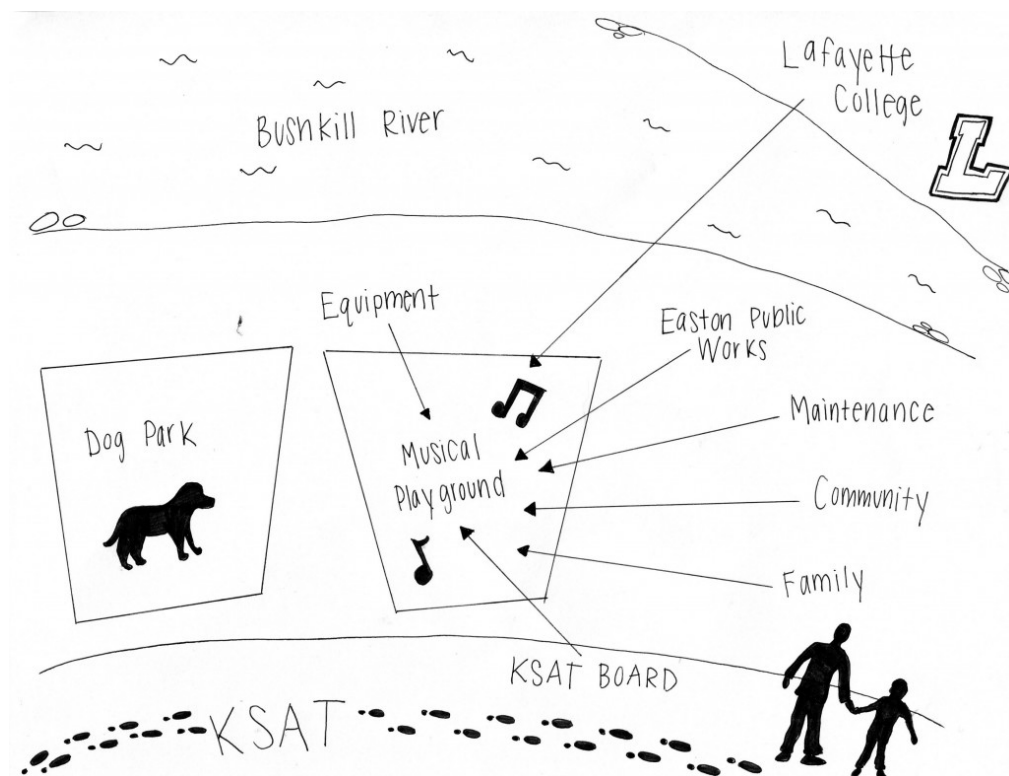 Lafayette
College
L
Bushkill River
Equipment
Easton Public
Works
Maintenance
Dog Park
Musical
Playground
Community
Family
KSAT BOARD
KSAT